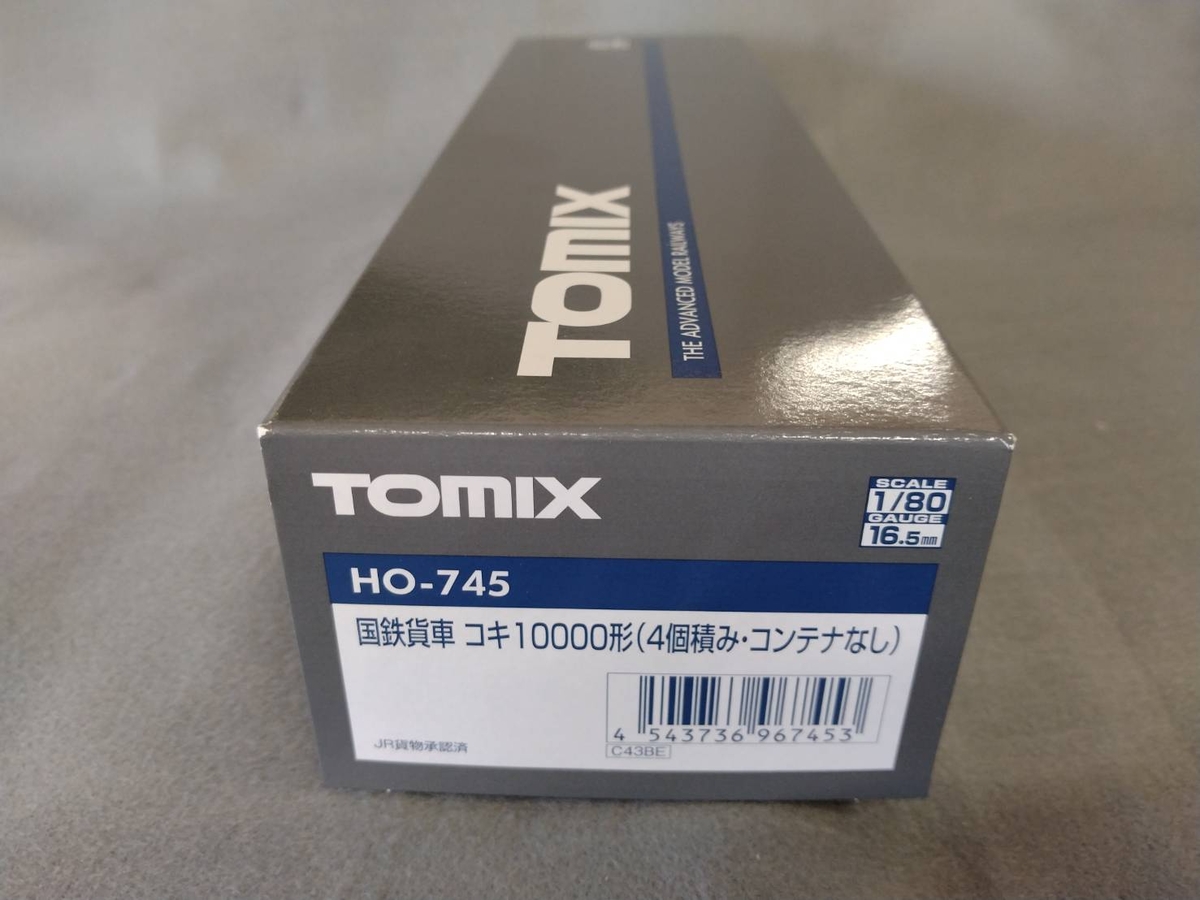 TOMIX
THE ADVANCED MODEL RAILWAYS
TOMIX
SCALE
1/80
GAUGE
16.5mm
HO-745
国鉄貨車 コキ10000形(4個積み・コンテナなし)
4 543736 967453
JR貨物承認済
C43BE